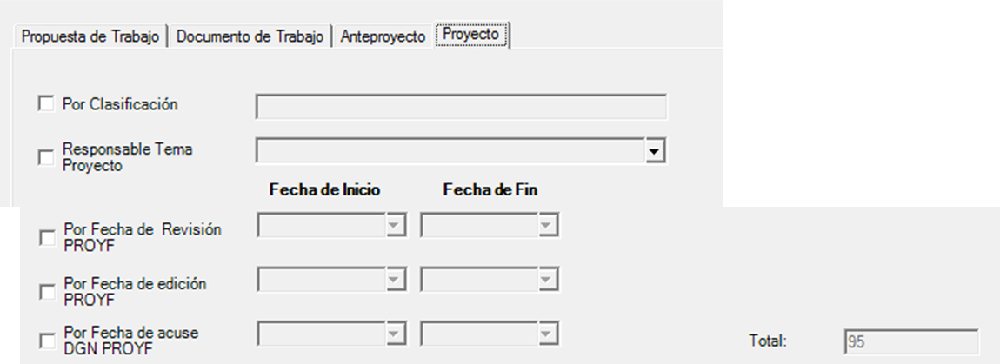 Propuesta de Trabajo Documento de Trabajo Anteproyecto Proyecto
Por Clasificación
Responsable Tema
Proyecto
Fecha de Inicio Fecha de Fin
Por Fecha de Revisión
PROYF
Por Fecha de edición
PROYF
Por Fecha de acuse
DGN PROYF
Total: 95